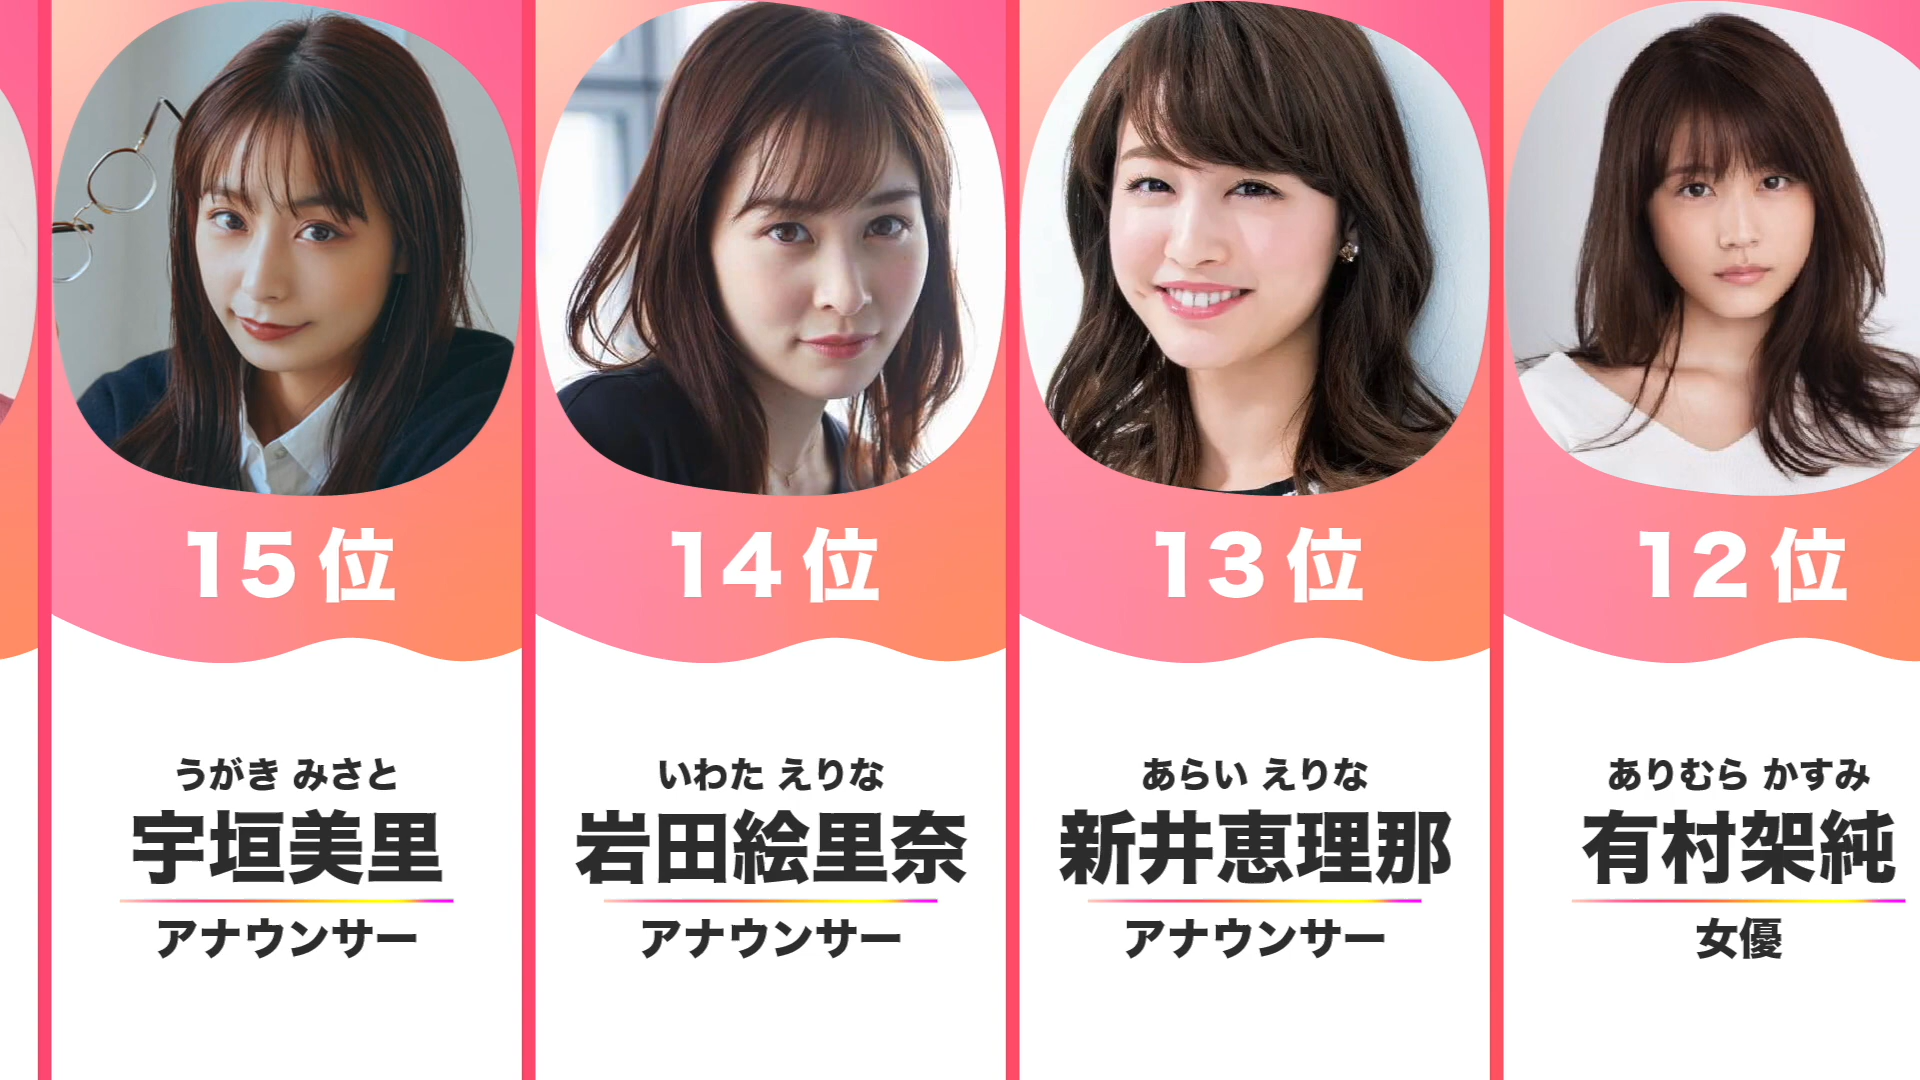 15位
うがき みさと
宇垣美里
アナウンサー
14位
いわた えりな
岩田絵里奈
アナウンサー
13位
あらい えりな
新井恵理那
アナウンサー
12位
ありむら かすみ
有村架純
女優